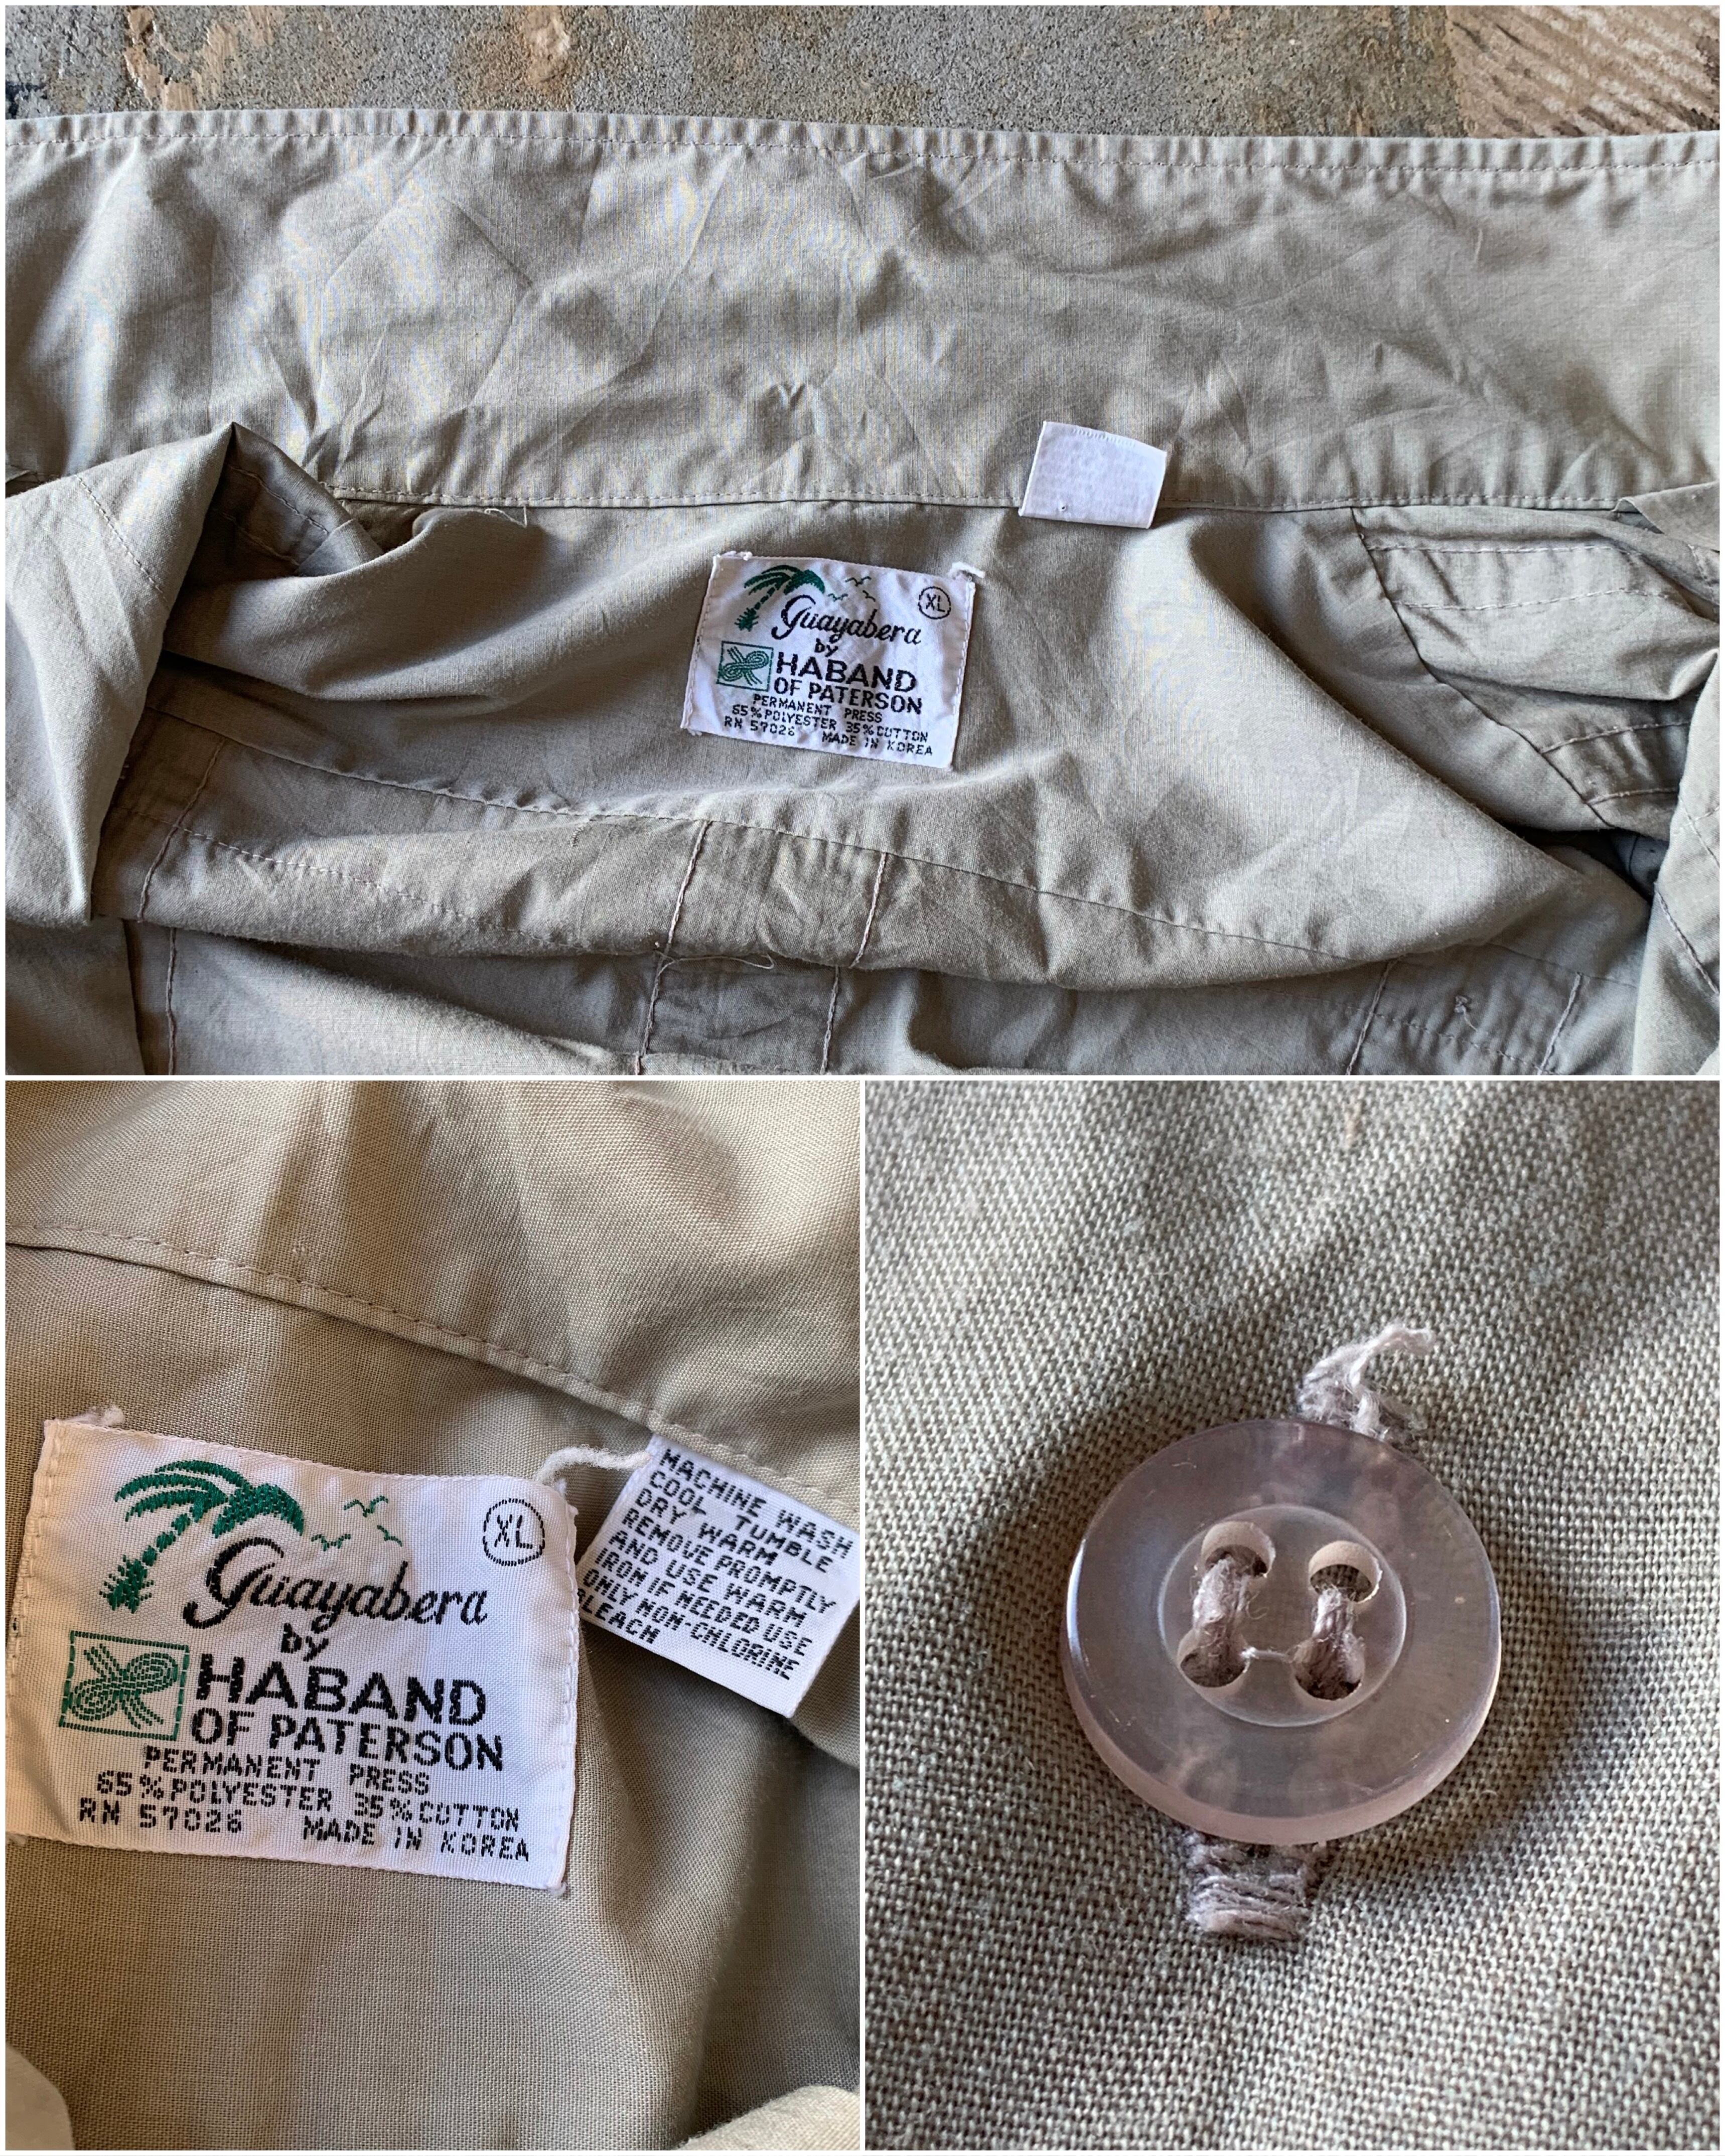 XL
Guayabera
by
HABAND
OF PATERSON
PERMANENT PRESS
65% POLYESTER 35% COTTON
RN 57026 MADE IN KOREA
XL
Guayabera
by
HABAND
OF PATERSON
PERMANENT PRESS
65% POLYESTER 35% COTTON
RN 57026 MADE IN KOREA
MACHINE WASH
COOL TUMBLE
DRY WARM
REMOVE PROMPTLY
AND USE WARM
IRON IF NEEDED USE
ONLY NON-CHLORINE
BLEACH